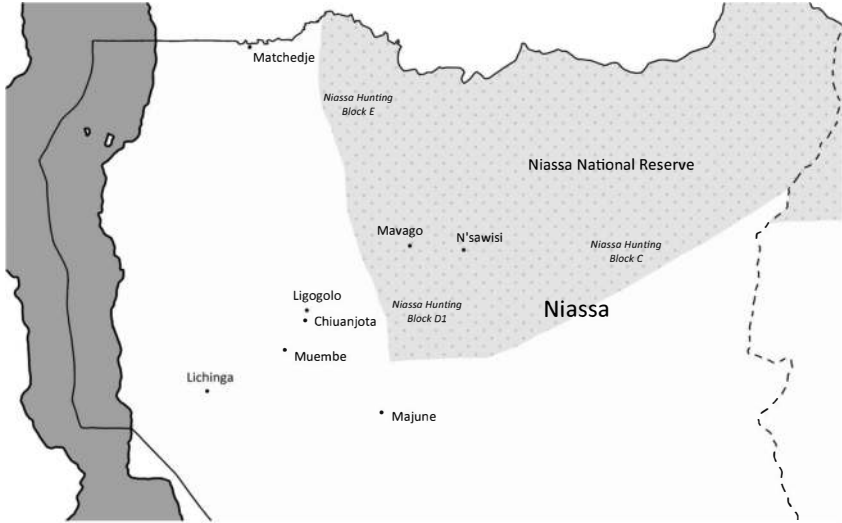 Matchedje
Niassa Hunting
Block E
Niassa National Reserve
Mavago
N'sawisi
Niassa Hunting
Block C
Ligogolo
Niassa Hunting
Block D1
Niassa
Chiuanjota
Muembe
Lichinga
Majune